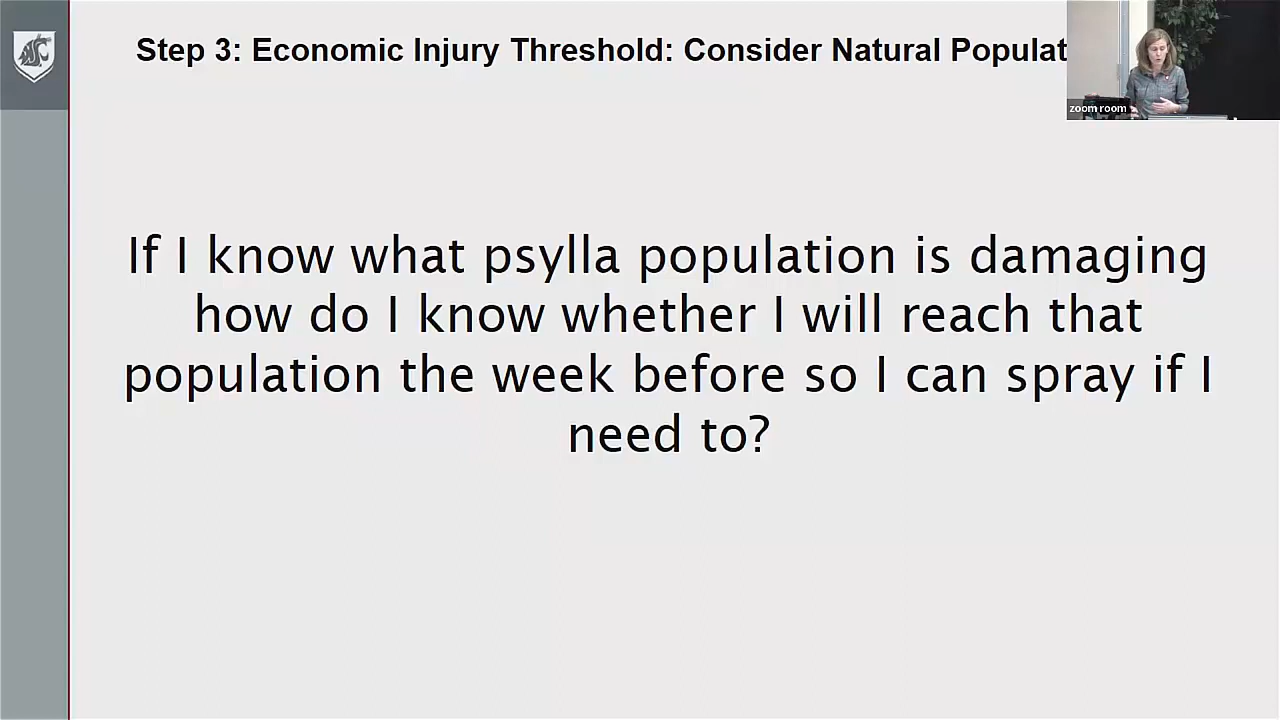 Step 3: Economic Injury Threshold: Consider Natural Populat
zoom room
If I know what psylla population is damaging
how do I know whether I will reach that
population the week before so I can spray if I
need to?